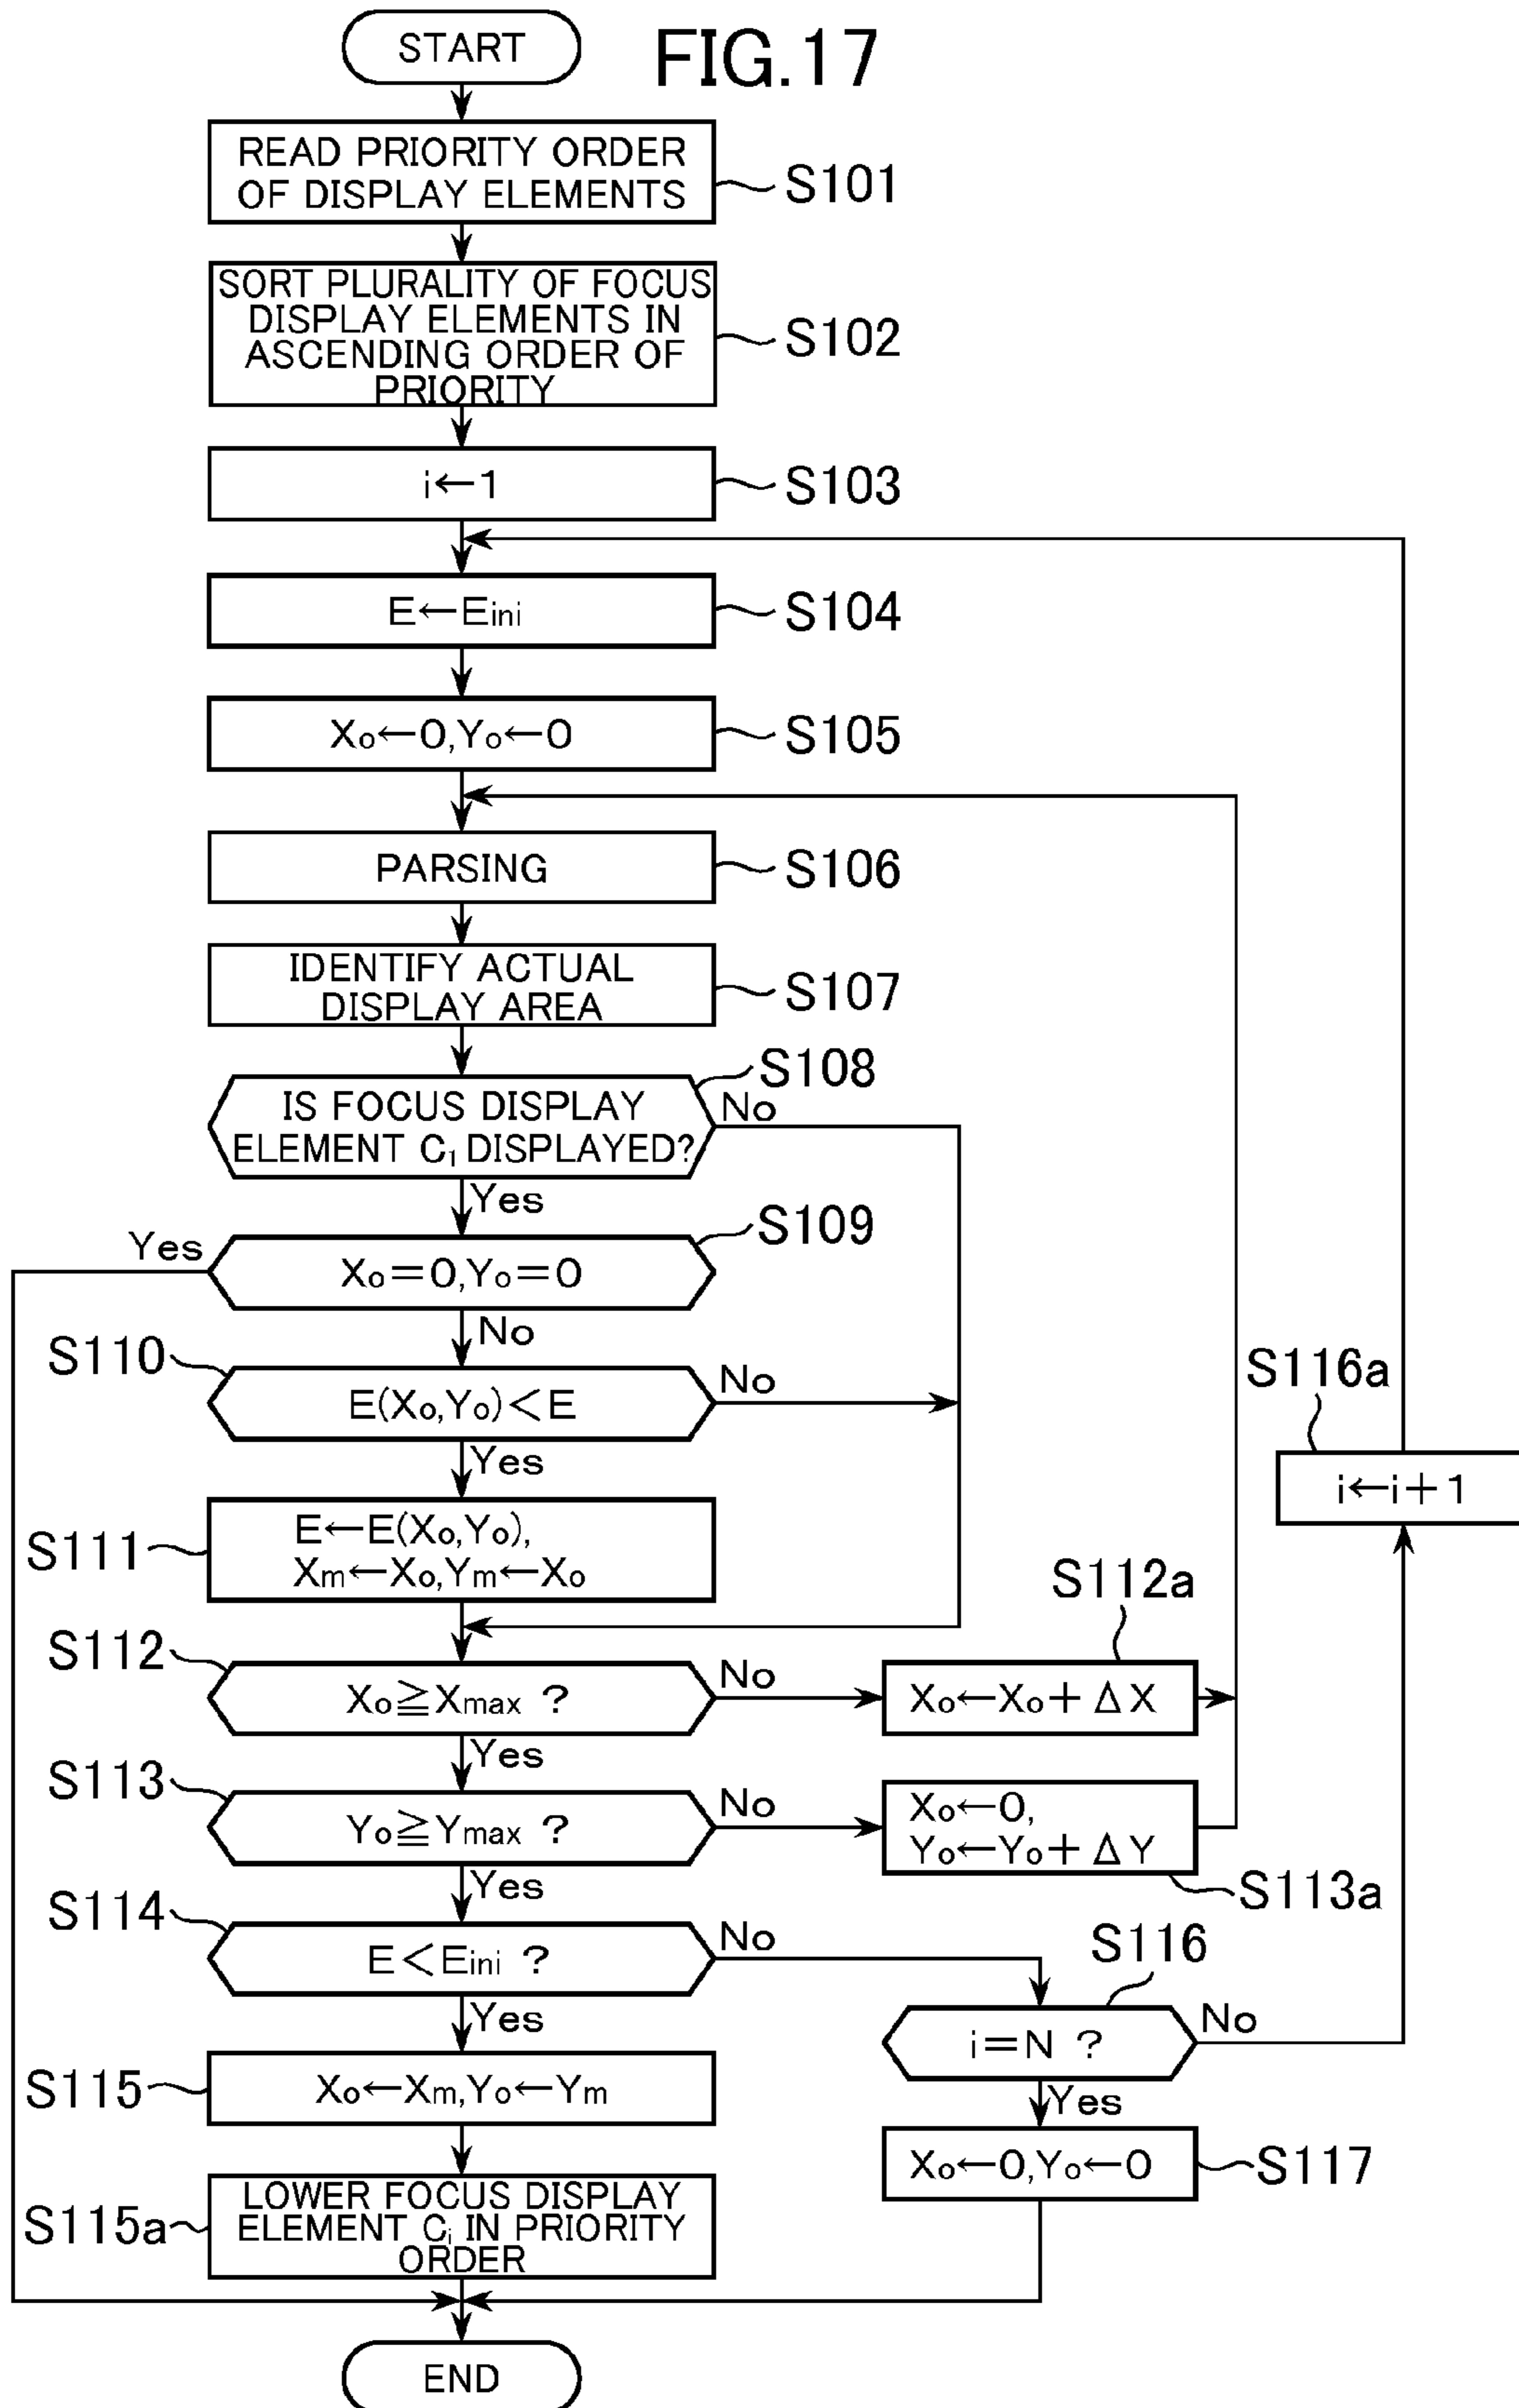 START
FIG.17
READ PRIORITY ORDER
OF DISPLAY ELEMENTS
S101
SORT PLURALITY OF FOCUS
DISPLAY ELEMENTS IN
ASCENDING ORDER OF
PRIORITY
S102
i←1
S103
E←Eini
S104
Xo←0,Yo←0
S105
PARSING
S106
IDENTIFY ACTUAL
DISPLAY AREA
S107
IS FOCUS DISPLAY
ELEMENT C₁ DISPLAYED?
S108
No
Yes
Xo=0,Yo=0
S109
Yes
No
S110
E(Xo,Yo)<E
No
Yes
S111
E←E(Xo,Yo),
Xm←Xo,Ym←Xo
S112
Xo≧Xmax ?
No
S112a
Xo←Xo+ΔX
Yes
S113
Yo≧Ymax ?
No
Xo←0,
Yo←Yo+ΔY
S113a
Yes
S114
E<Eini ?
No
Yes
S116
i=N ?
No
S116a
i←i+1
Yes
S115
Xo←Xm,Yo←Ym
Xo←0,Yo←0
S117
S115a
LOWER FOCUS DISPLAY
ELEMENT Cᵢ IN PRIORITY
ORDER
END